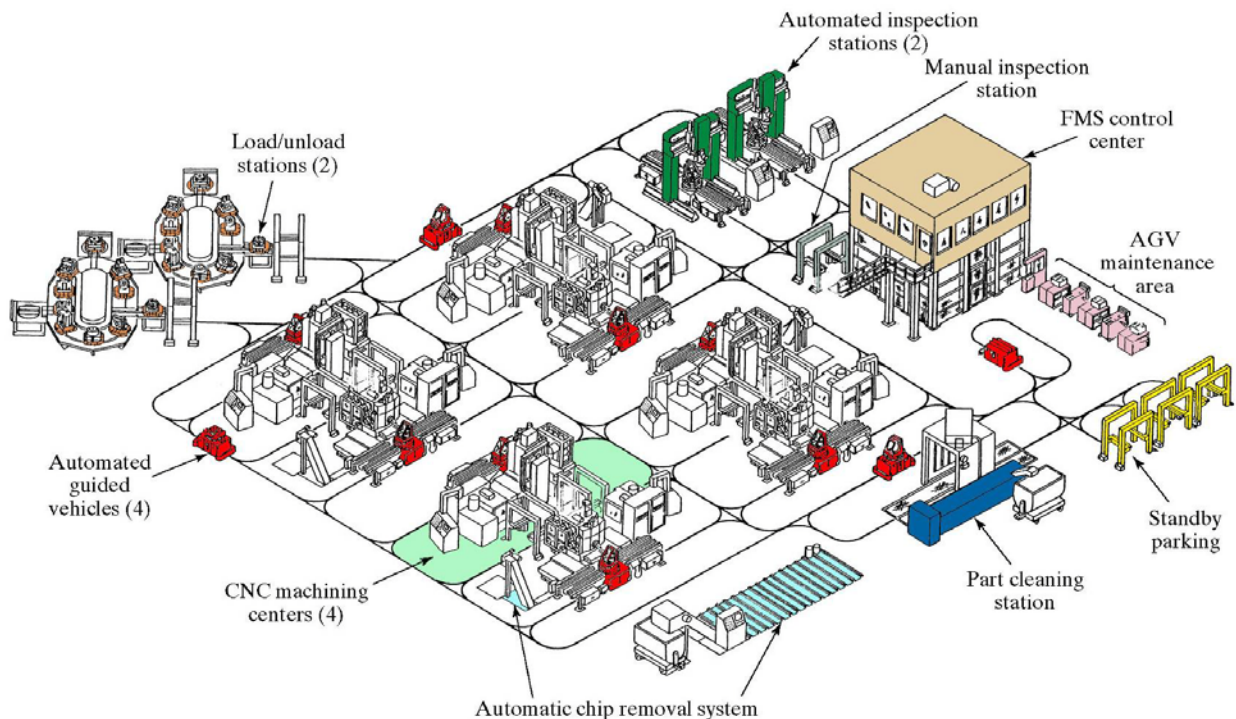 Automated inspection
stations (2)
Manual inspection
station
FMS control
center
Load/unload
stations (2)
AGV
maintenance
area
Automated
guided
vehicles (4)
Standby
parking
Part cleaning
station
CNC machining
centers (4)
Automatic chip removal system